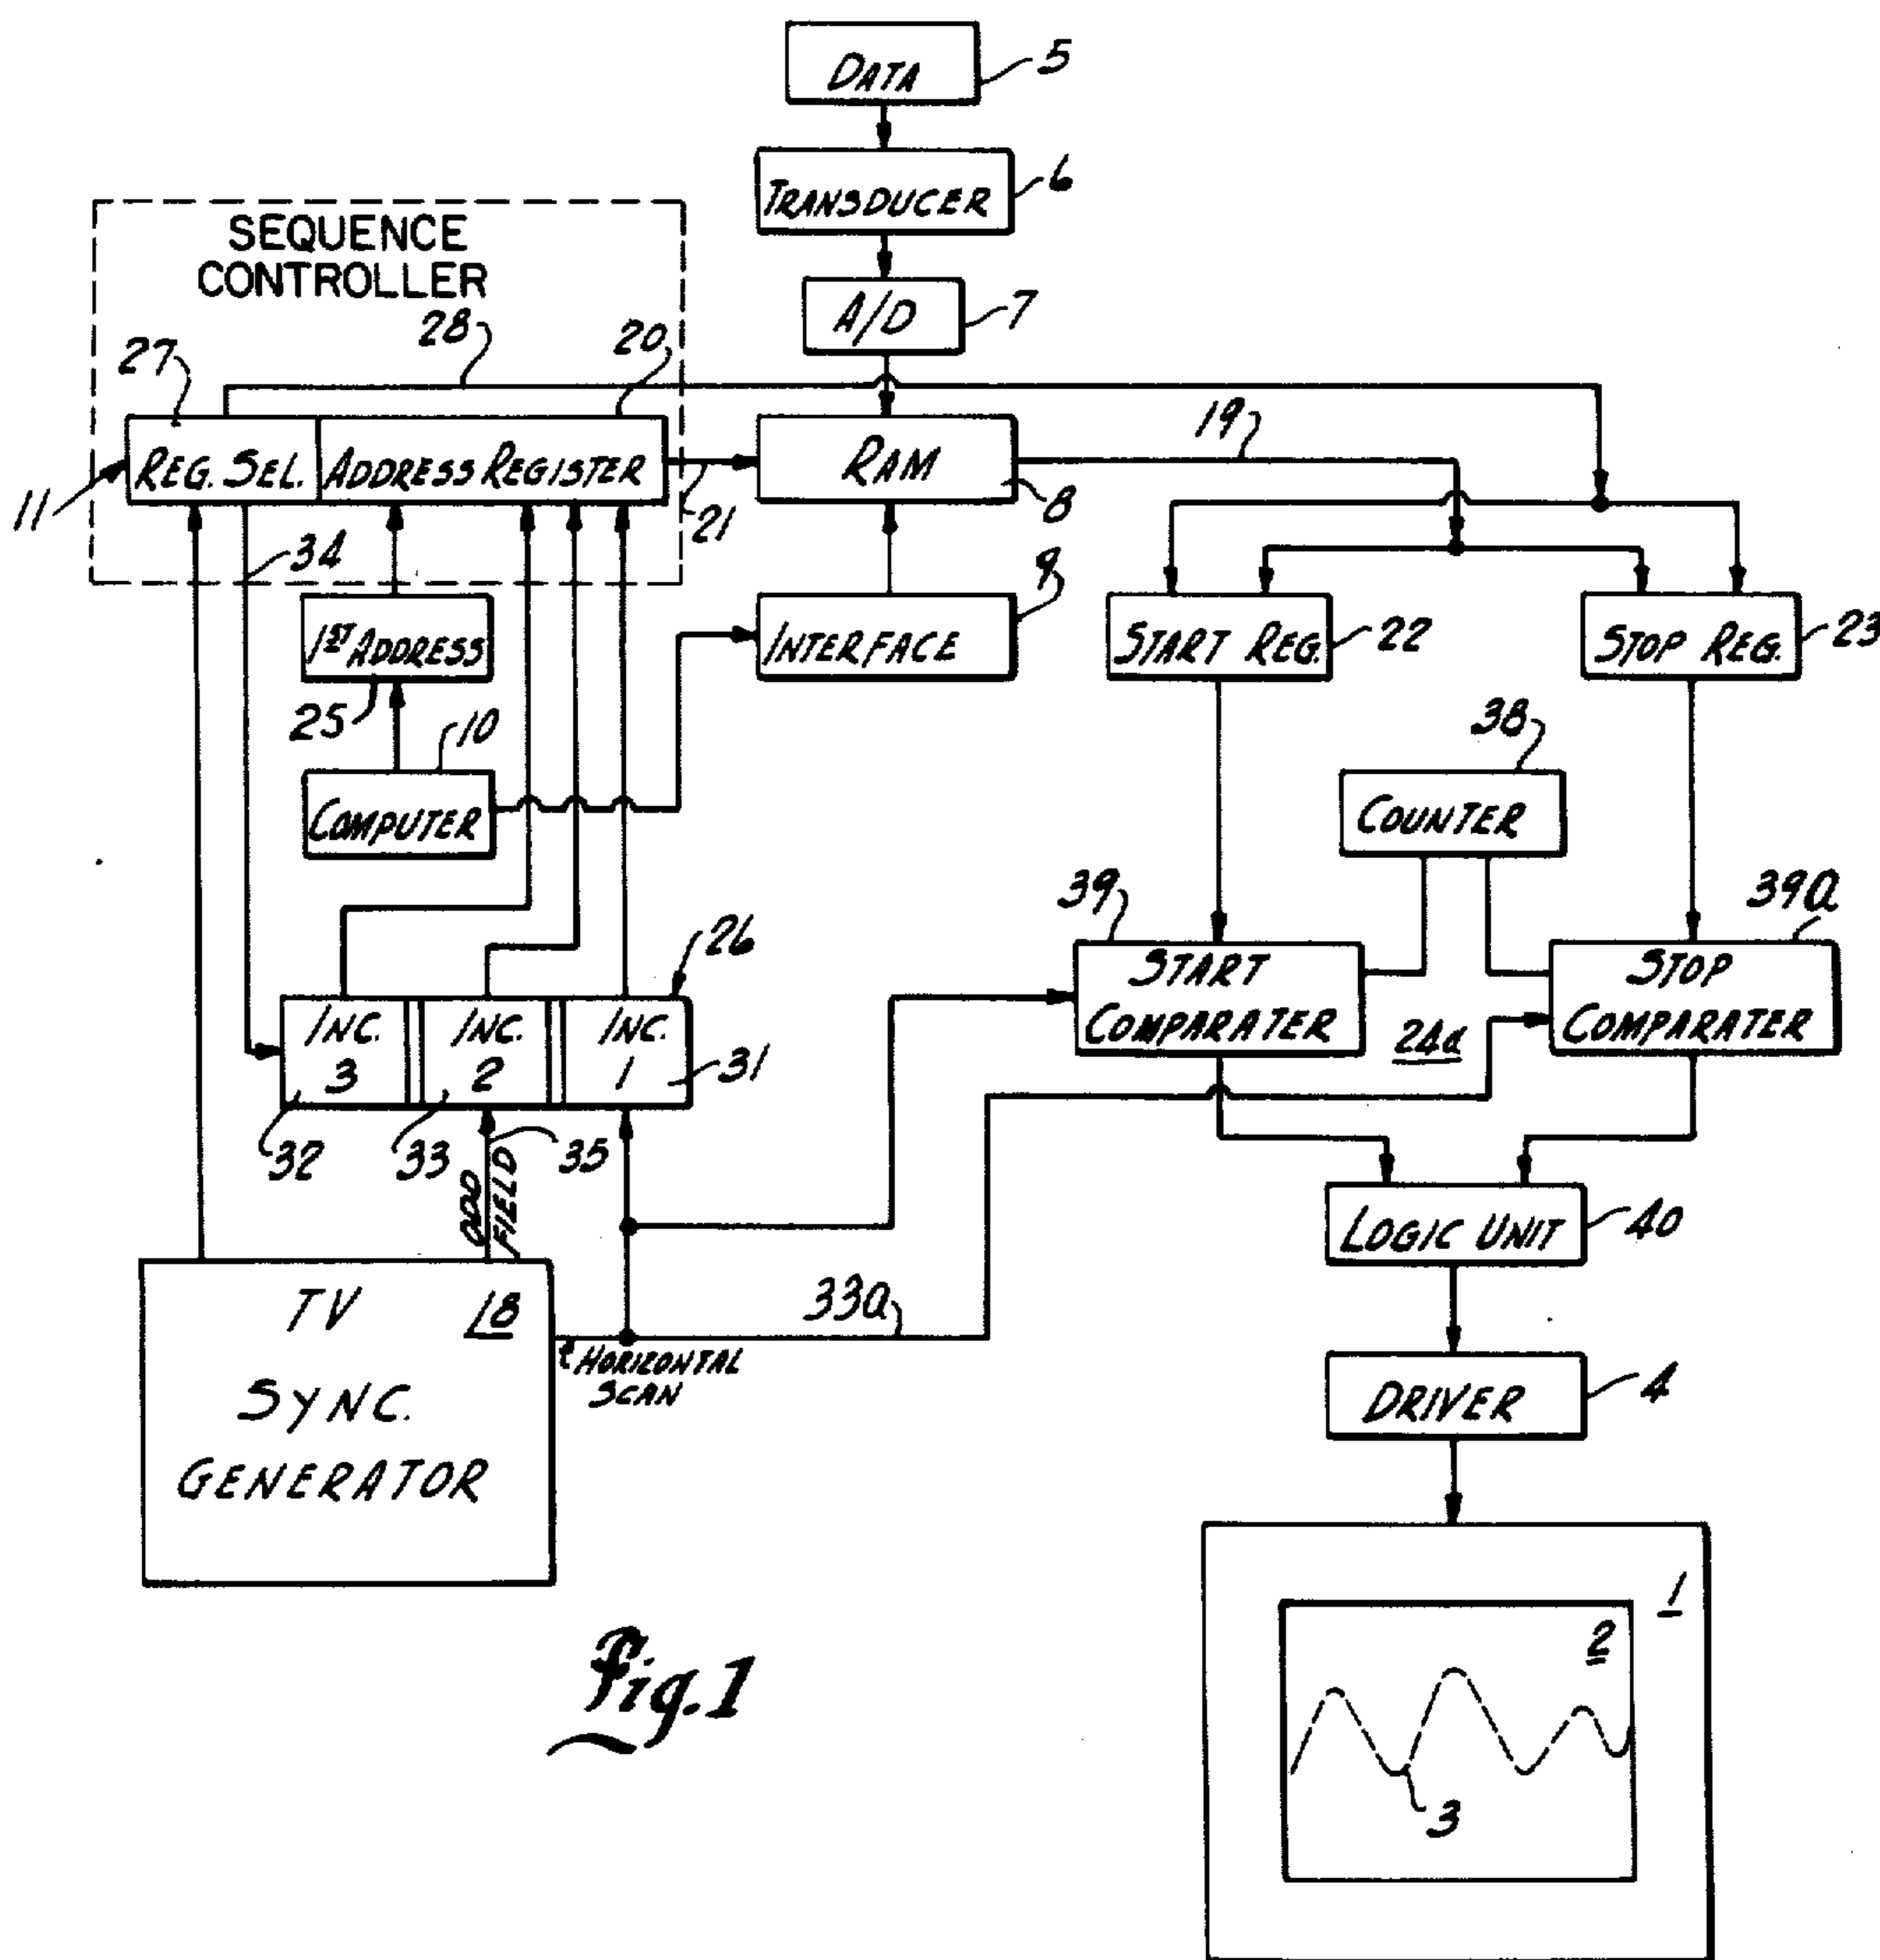 DATA
5
TRANSDUCER
6
SEQUENCE
CONTROLLER
A/D
7
27
28
20
19
REG. SEL.
ADDRESS REGISTER
RAM
8
11
21
34
9
1ST ADDRESS
INTERFACE
START REG.
22
STOP REG.
23
25
10
38
COMPUTER
COUNTER
39
39a
26
START
COMPARATER
STOP
COMPARATER
24a
INC.
3
INC.
2
INC.
1
31
32
33
35
ODD
FIELD
LOGIC UNIT
40
TV
SYNC.
GENERATOR
18
33a
HORIZONTAL
SCAN
DRIVER
4
1
2
3
Fig. 1